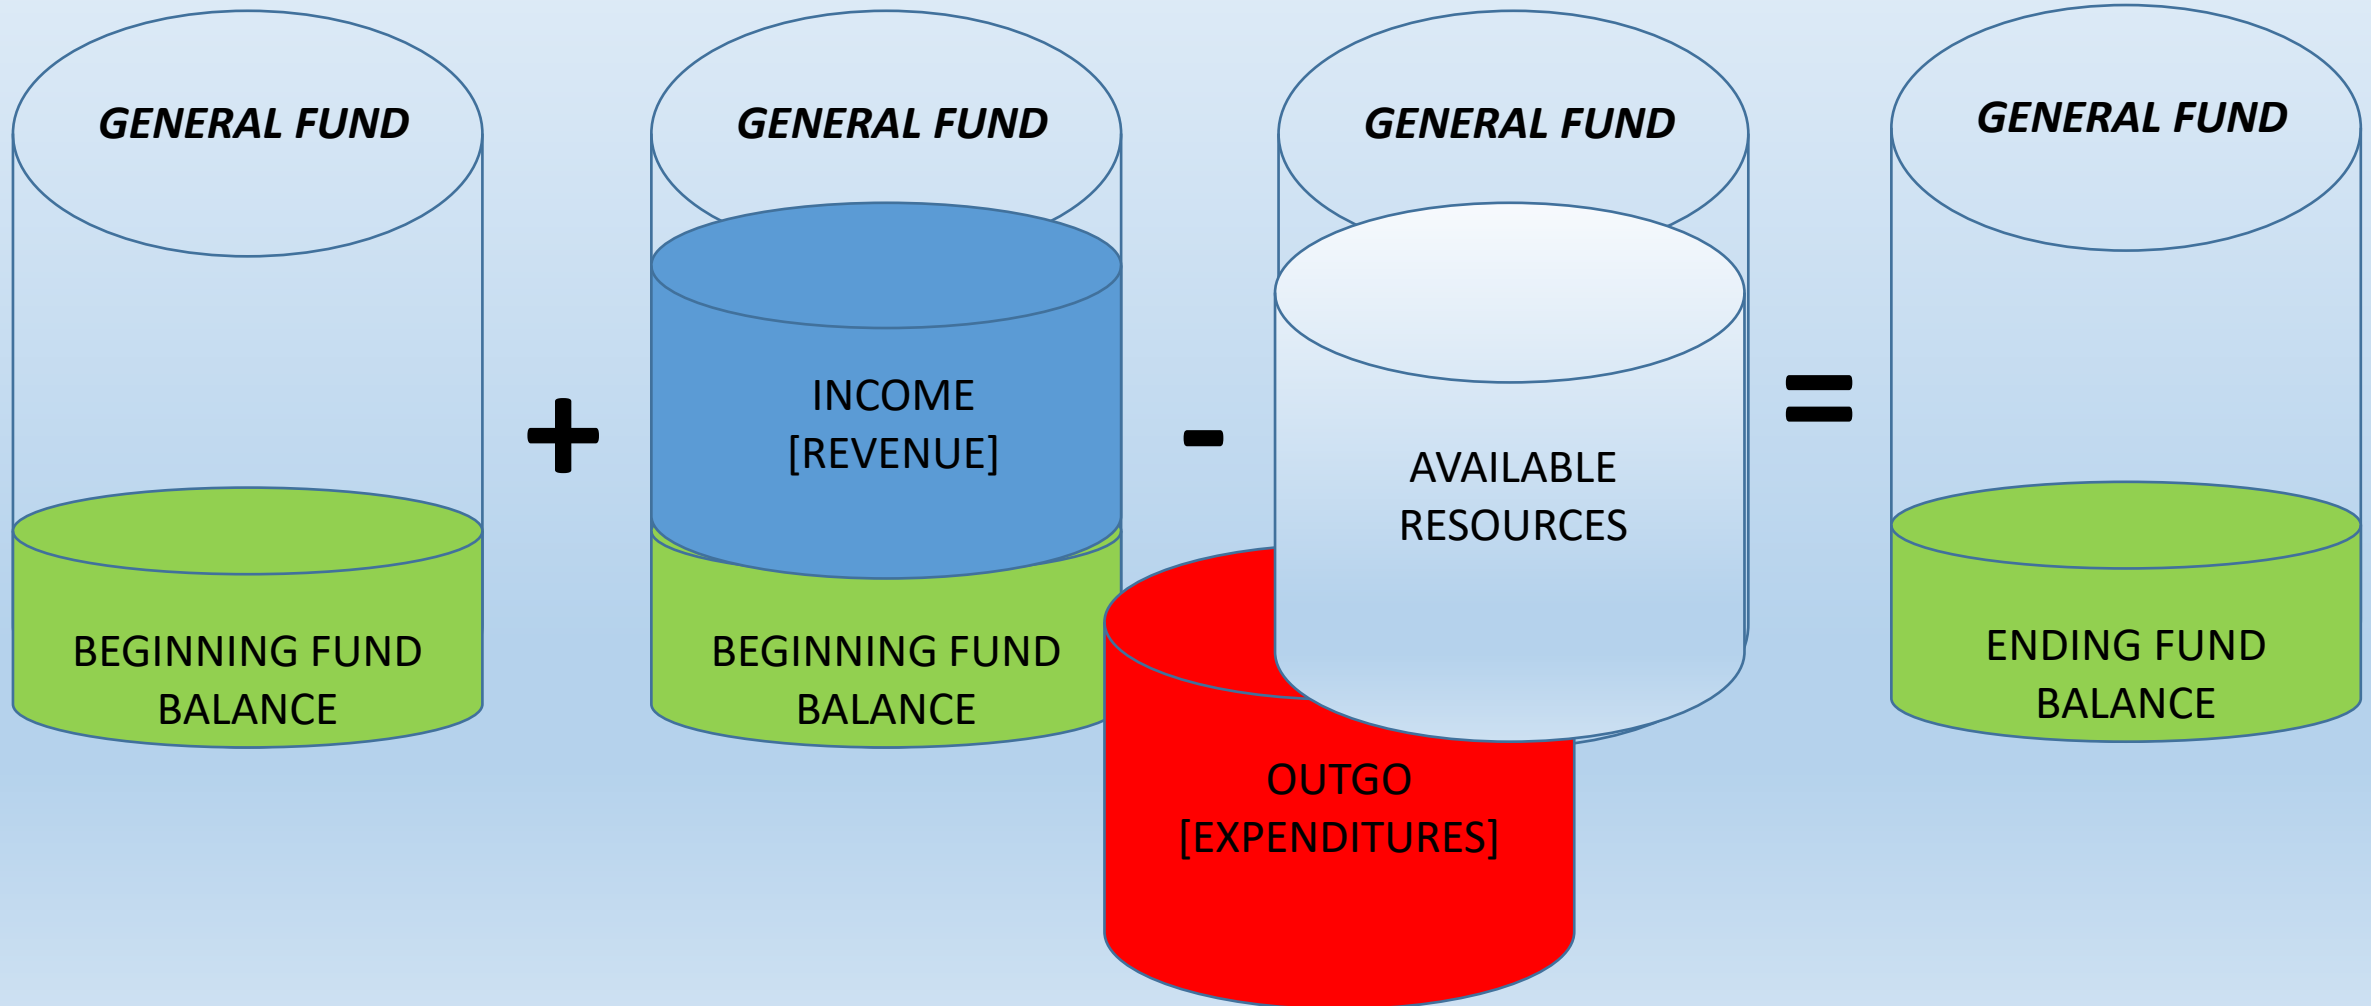 GENERAL FUND
BEGINNING FUND
BALANCE
+
GENERAL FUND
INCOME
[REVENUE]
BEGINNING FUND
BALANCE
-
GENERAL FUND
AVAILABLE
RESOURCES
OUTGO
[EXPENDITURES]
=
GENERAL FUND
ENDING FUND
BALANCE